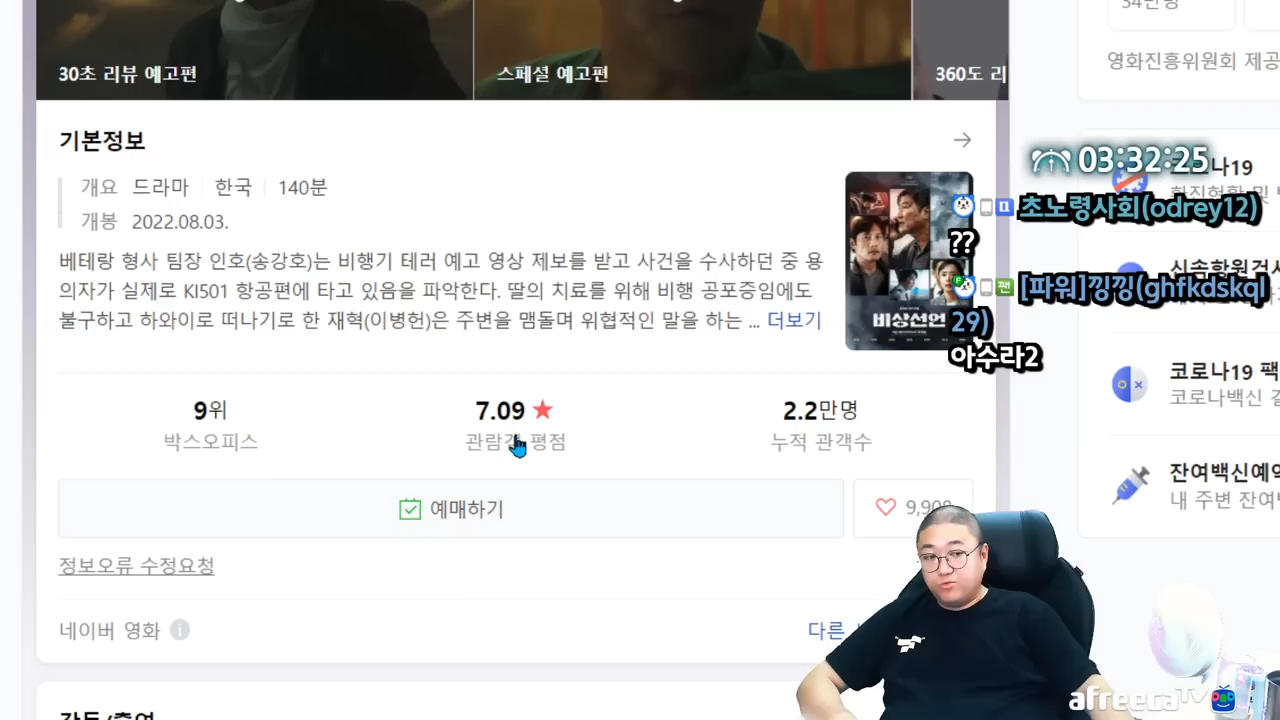 30초 리뷰 예고편
스페셜 예고편
360도 리
영화진흥위원회 제공
기본정보
03:32:25
개요 드라마 한국 140분
개봉 2022.08.03.
초노령사회(odrey12)
??
베테랑 형사 팀장 인호(송강호)는 비행기 테러 예고 영상 제보를 받고 사건을 수사하던 중 용
의자가 실제로 KI501 항공편에 타고 있음을 파악한다. 딸의 치료를 위해 비행 공포증임에도
불구하고 하와이로 떠나기로 한 재혁(이병헌)은 주변을 맴돌며 위협적인 말을 하는 ... 더보기
비상선언
[파워]낑낑(ghfkdskql
29)
아수라2
코로나19 팩
코로나백신
9위
박스오피스
7.09
관람객 평점
2.2만명
누적 관객수
잔여백신예약
내 주변 잔여
예매하기
정보오류 수정요청
네이버 영화
다른
afreecaTV